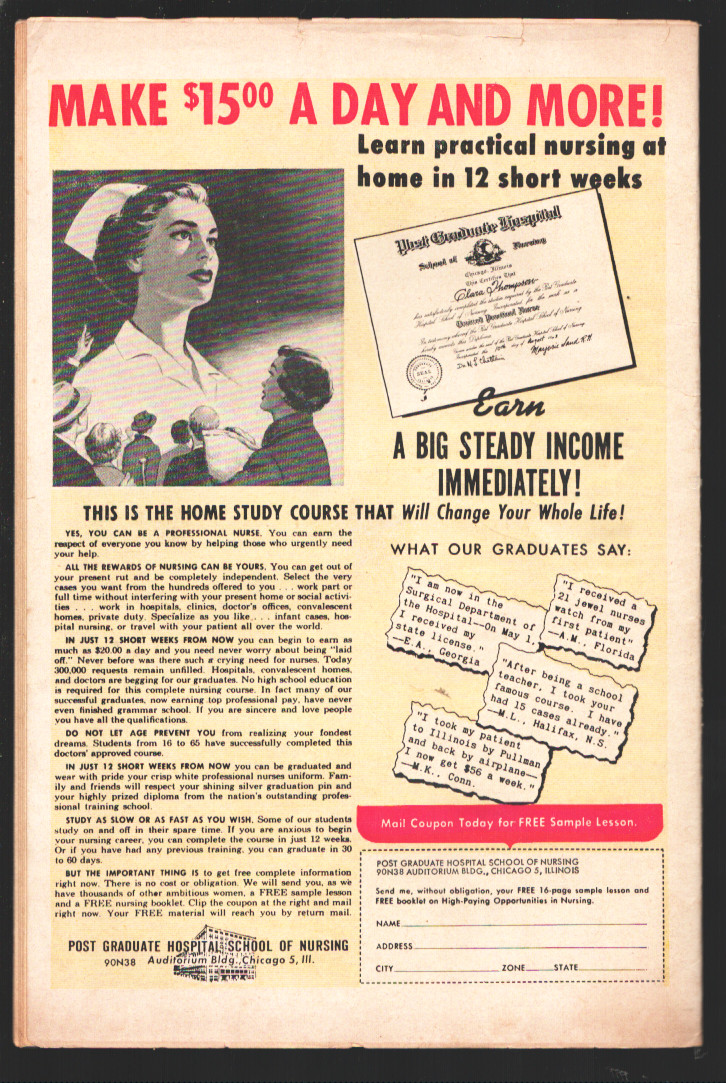 MAKE $15⁰⁰ A DAY AND MORE!
Learn practical nursing at
home in 12 short weeks
Post Graduate Hospital
School of Nursing
Chicago, Illinois
This Certifies That
Clara Thompson
has satisfactorily completed the studies required by the Post Graduate
Hospital School of Nursing Incorporated for the work as a
Trained Practical Nurse
SEAL
Earn
A BIG STEADY INCOME
IMMEDIATELY!
THIS IS THE HOME STUDY COURSE THAT Will Change Your Whole Life!
YES, YOU CAN BE A PROFESSIONAL NURSE. You can earn the
respect of everyone you know by helping those who urgently need
your help.
ALL THE REWARDS OF NURSING CAN BE YOURS. You can get out of
your present rut and be completely independent. Select the very
cases you want from the hundreds offered to you . . . work part or
full time without interfering with your present home or social activi-
ties . . . work in hospitals, clinics, doctor's offices, convalescent
homes, private duty. Specialize as you like . . . infant cases, hos-
pital nursing, or travel with your patient all over the world.
IN JUST 12 SHORT WEEKS FROM NOW you can begin to earn as
much as $20.00 a day and you need never worry about being "laid
off." Never before was there such a crying need for nurses. Today
300,000 requests remain unfilled. Hospitals, convalescent homes,
and doctors are begging for our graduates. No high school education
is required for this complete nursing course. In fact many of our
successful graduates, now earning top professional pay, have never
even finished grammar school. If you are sincere and love people
you have all the qualifications.
DO NOT LET AGE PREVENT YOU from realizing your fondest
dreams. Students from 16 to 65 have successfully completed this
doctors' approved course.
IN JUST 12 SHORT WEEKS FROM NOW you can be graduated and
wear with pride your crisp white professional nurses uniform. Fam-
ily and friends will respect your shining silver graduation pin and
your highly prized diploma from the nation's outstanding profes-
sional training school.
STUDY AS SLOW OR AS FAST AS YOU WISH. Some of our students
study on and off in their spare time. If you are anxious to begin
your nursing career, you can complete the course in just 12 weeks.
Or if you have had any previous training, you can graduate in 30
to 60 days.
BUT THE IMPORTANT THING IS to get free complete information
right now. There is no cost or obligation. We will send you, as we
have thousands of other ambitious women, a FREE sample lesson
and a FREE nursing booklet. Clip the coupon at the right and mail
right now. Your FREE material will reach you by return mail.
POST GRADUATE HOSPITAL SCHOOL OF NURSING
90N38 Auditorium Bldg., Chicago 5, Ill.
WHAT OUR GRADUATES SAY:
"I am now in the
Surgical Department of
the Hospital—On May 1,
I received my
state license."
—E.A., Georgia
"I received a
21 jewel nurses
watch from my
first patient"
—A.M., Florida
"After being a school
teacher, I took your
famous course. I have
had 15 cases already."
—M.L., Halifax, N.S.
"I took my patient
to Illinois by Pullman
and back by airplane—
I now get $56 a week."
—M.K., Conn.
Mail Coupon Today for FREE Sample Lesson.
POST GRADUATE HOSPITAL SCHOOL OF NURSING
90N38 AUDITORIUM BLDG., CHICAGO 5, ILLINOIS
Send me, without obligation, your FREE 16-page sample lesson and
FREE booklet on High-Paying Opportunities in Nursing.
NAME
ADDRESS
CITY ZONE STATE